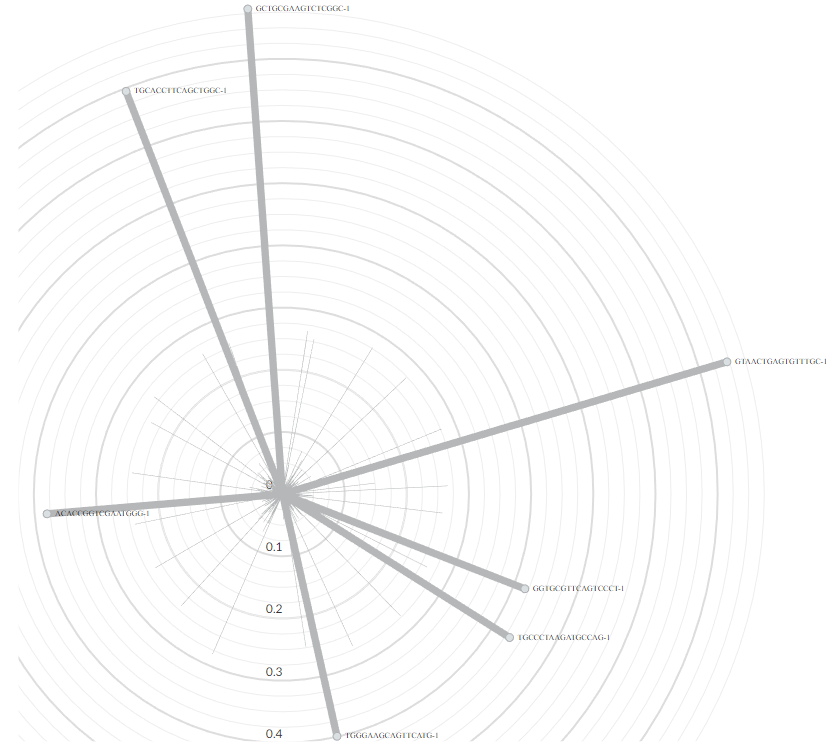 GCTGCGAAGTCTCGGC-1
TGCACCTTCAGCTGGC-1
GTAACTGAGTGTTTGC-1
0
ACACCGGTCGAATGGG-1
0.1
GGTGCGTTCAGTCCCT-1
0.2
TGCCCTAAGATGCCAG-1
0.3
0.4
TGGGAAGCAGTTCATG-1